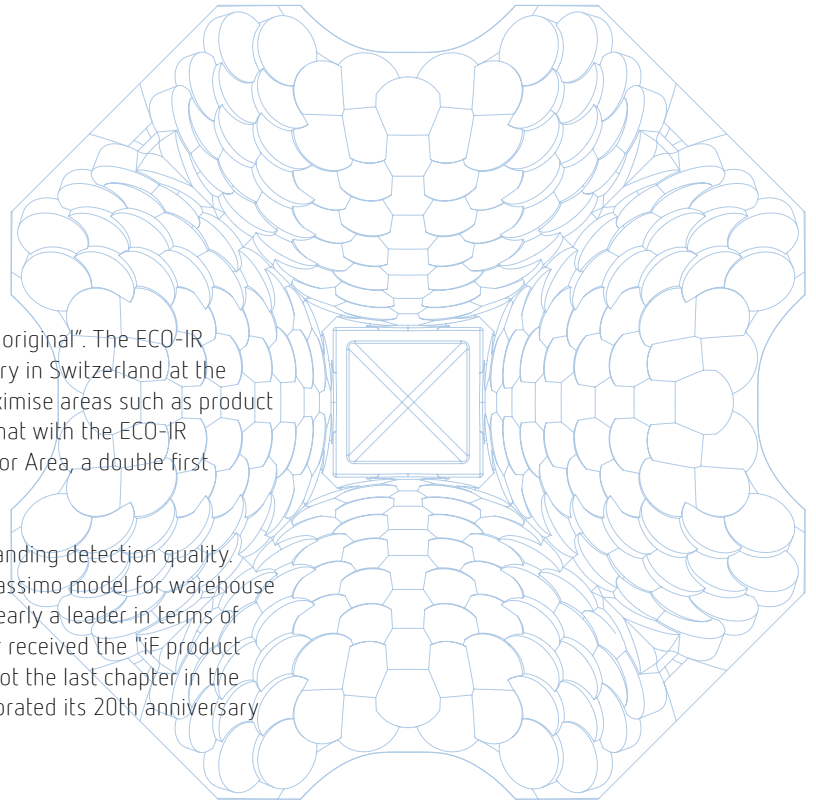 original”. The ECO-IR
ry in Switzerland at the
ximise areas such as product
hat with the ECO-IR
or Area, a double first
anding detection quality.
assimo model for warehouse
early a leader in terms of
r received the "iF product
ot the last chapter in the
brated its 20th anniversary